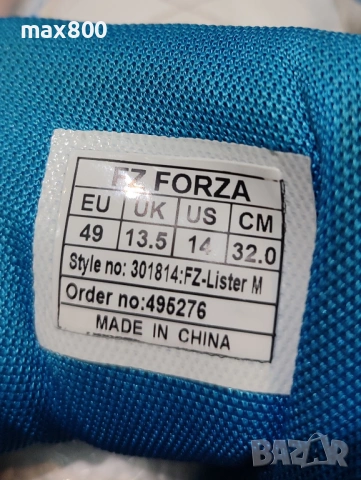 max800
FZ FORZA
EU UK US CM
49 13.5 14 32.0
Style no: 301814:FZ-Lister M
Order no:495276
MADE IN CHINA
BAZAR